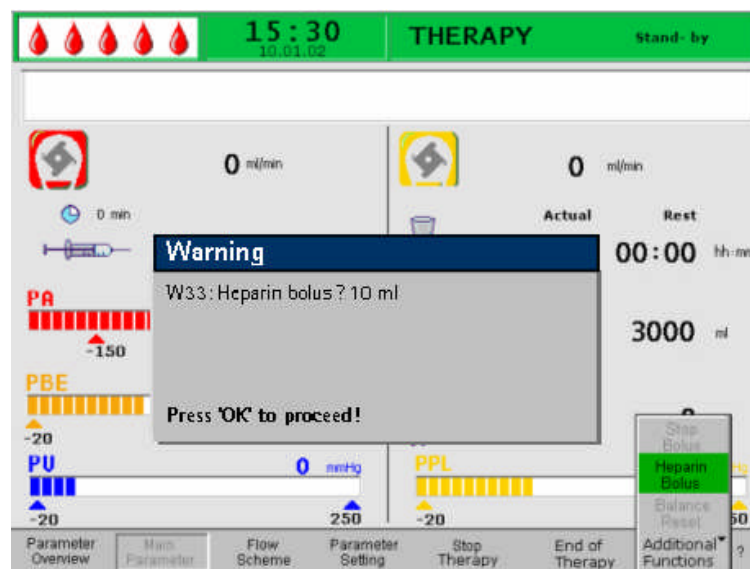 15:30
10.01.02
THERAPY
Stand-by
0 ml/min
0 ml/min
0 min
Actual Rest
Warning
W33: Heparin bolus? 10 ml
Press 'OK' to proceed!
00:00
3000 ml
PA
-150
PBE
-20
PV
0 mmHg
-20
250
PPL
-20
50
Stop
Bolus
Heparin
Bolus
Balance
Reset
Additional
Functions
Parameter
Overview
Main
Parameter
Flow
Scheme
Parameter
Setting
Stop
Therapy
End of
Therapy
?